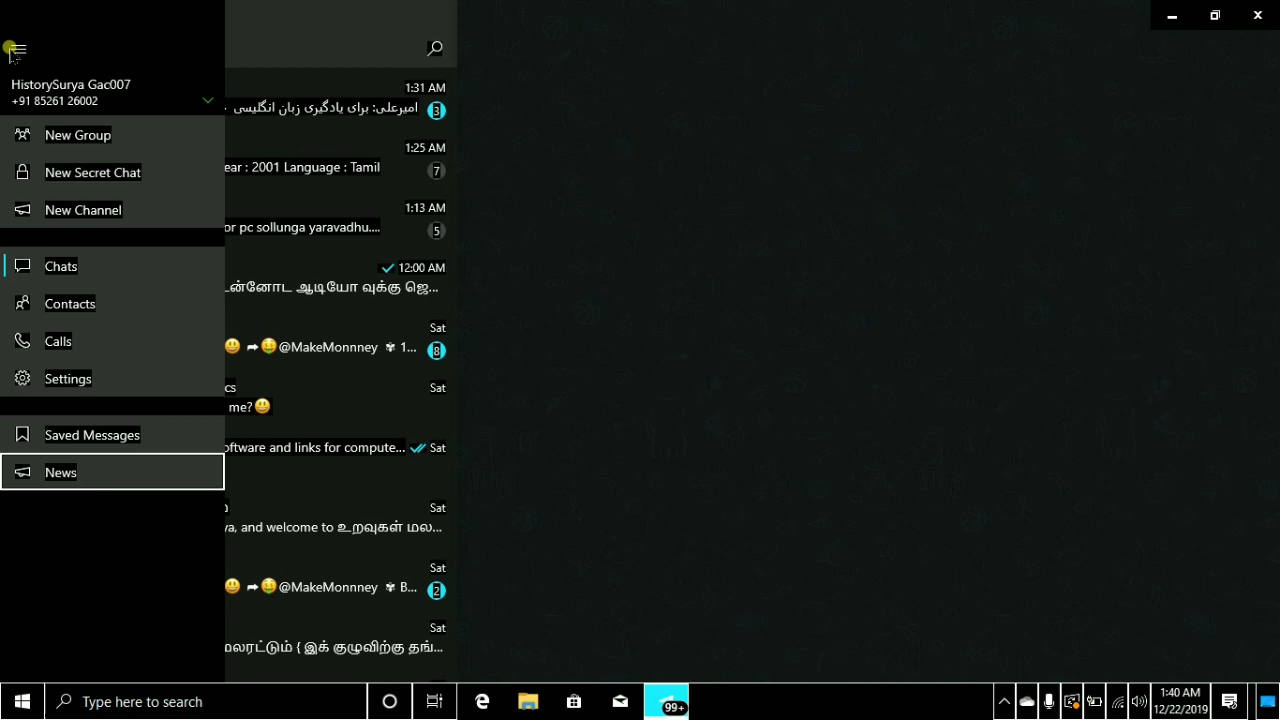 HistorySurya Gac007
+91 85261 26002
New Group
New Secret Chat
New Channel
Chats
Contacts
Calls
Settings
Saved Messages
News
1:31 AM
امیرعلی: برای یادگیری زبان انگلیسی
3
1:25 AM
ear : 2001 Language : Tamil
7
1:13 AM
or pc sollunga yaravadhu....
5
12:00 AM
உன்னோட ஆடியோ வுக்கு ஜெ...
Sat
😃 ➡ 🤑@MakeMonnney ✾ 1...
8
cs Sat
me?😃
oftware and links for compute... Sat
Sat
ya, and welcome to உறவுகள் மல...
Sat
😃 ➡ 🤑@MakeMonnney ✾ B...
2
Sat
மலரட்டும் { இக் குழுவிற்கு தங்...
Type here to search
99+
1:40 AM
12/22/2019